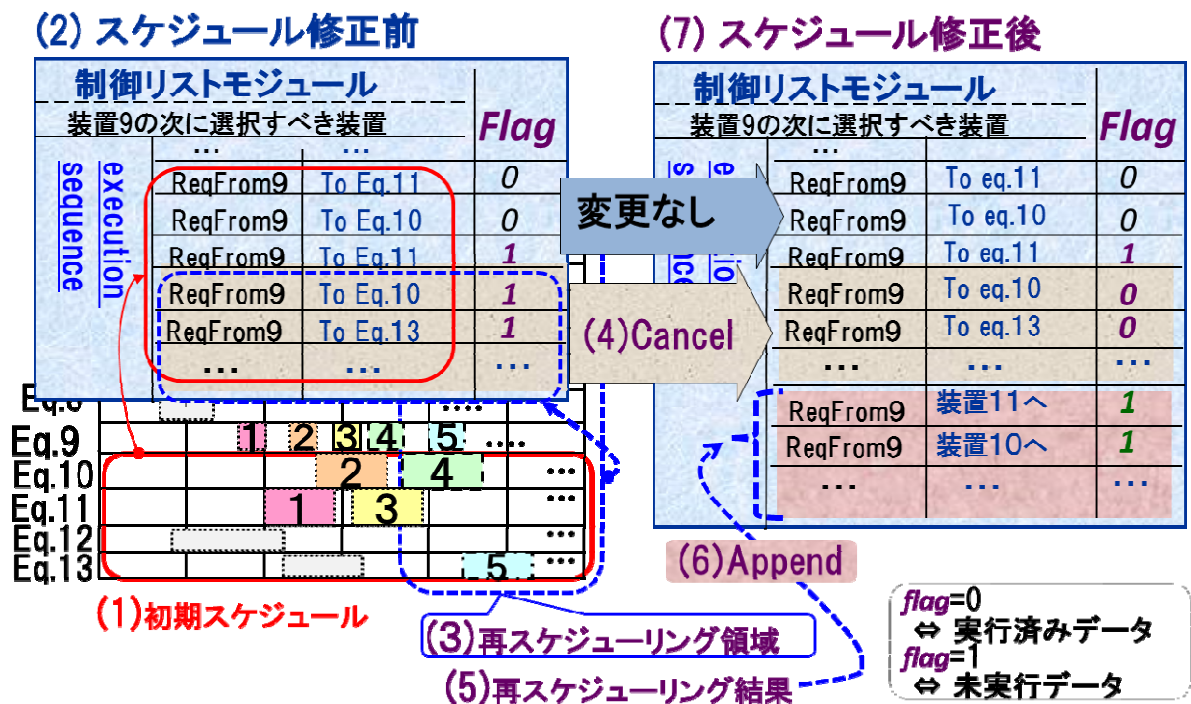 (2) スケジュール修正前
制御リストモジュール
装置9の次に選択すべき装置
Flag
execution
sequence
... ...
ReqFrom9 To Eq.11 0
ReqFrom9 To Eq.10 0
ReqFrom9 To Eq.11 1
ReqFrom9 To Eq.10 1
ReqFrom9 To Eq.13 1
... ... ...
変更なし
(4)Cancel
(7) スケジュール修正後
制御リストモジュール
装置9の次に選択すべき装置
Flag
...
ReqFrom9 To eq.11 0
ReqFrom9 To eq.10 0
ReqFrom9 To eq.11 1
ReqFrom9 To eq.10 0
ReqFrom9 To eq.13 0
... ... ...
ReqFrom9 装置11へ 1
ReqFrom9 装置10へ 1
... ... ...
(6)Append
Eq.8 ....
Eq.9 1 2 3 4 5 ....
Eq.10 2 4 ...
Eq.11 1 3 ...
Eq.12 ...
Eq.13 5 ...
(1)初期スケジュール
(3)再スケジューリング領域
(5)再スケジューリング結果
flag=0
⇔ 実行済みデータ
flag=1
⇔ 未実行データ